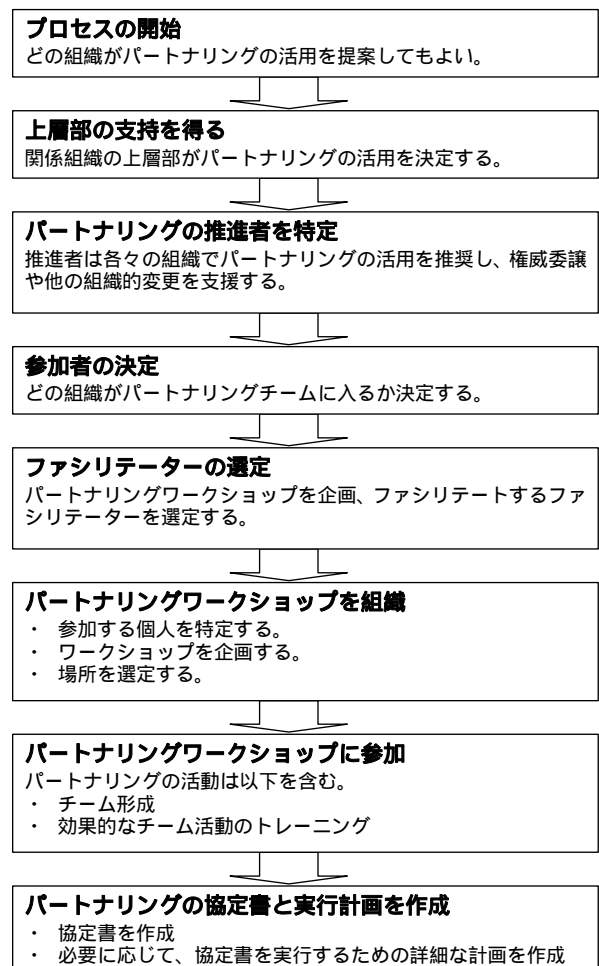 プロセスの開始
どの組織がパートナリングの活用を提案してもよい。
上層部の支持を得る
関係組織の上層部がパートナリングの活用を決定する。
パートナリングの推進者を特定
推進者は各々の組織でパートナリングの活用を推奨し、権威委譲
や他の組織的変更を支援する。
参加者の決定
どの組織がパートナリングチームに入るか決定する。
ファシリテーターの選定
パートナリングワークショップを企画、ファシリテートするファ
シリテーターを選定する。
パートナリングワークショップを組織
・ 参加する個人を特定する。
・ ワークショップを企画する。
・ 場所を選定する。
パートナリングワークショップに参加
パートナリングの活動は以下を含む。
・ チーム形成
・ 効果的なチーム活動のトレーニング
パートナリングの協定書と実行計画を作成
・ 協定書を作成
・ 必要に応じて、協定書を実行するための詳細な計画を作成